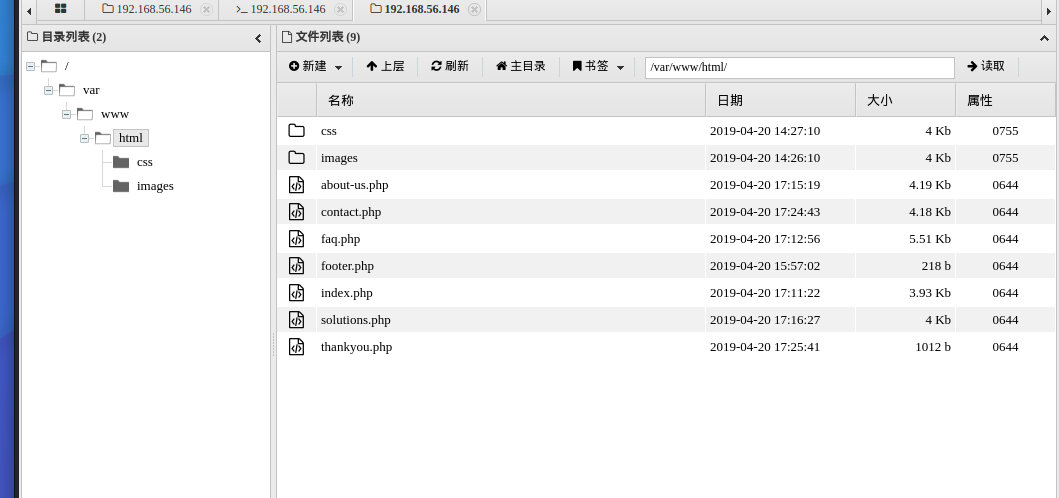 192.168.56.146 >_ 192.168.56.146 192.168.56.146
目录列表 (2)
/
var
www
html
css
images
文件列表 (9)
新建 上层 刷新 主目录 书签 /var/www/html/ 读取
名称 日期 大小 属性
css 2019-04-20 14:27:10 4 Kb 0755
images 2019-04-20 14:26:10 4 Kb 0755
about-us.php 2019-04-20 17:15:19 4.19 Kb 0644
contact.php 2019-04-20 17:24:43 4.18 Kb 0644
faq.php 2019-04-20 17:12:56 5.51 Kb 0644
footer.php 2019-04-20 15:57:02 218 b 0644
index.php 2019-04-20 17:11:22 3.93 Kb 0644
solutions.php 2019-04-20 17:16:27 4 Kb 0644
thankyou.php 2019-04-20 17:25:41 1012 b 0644